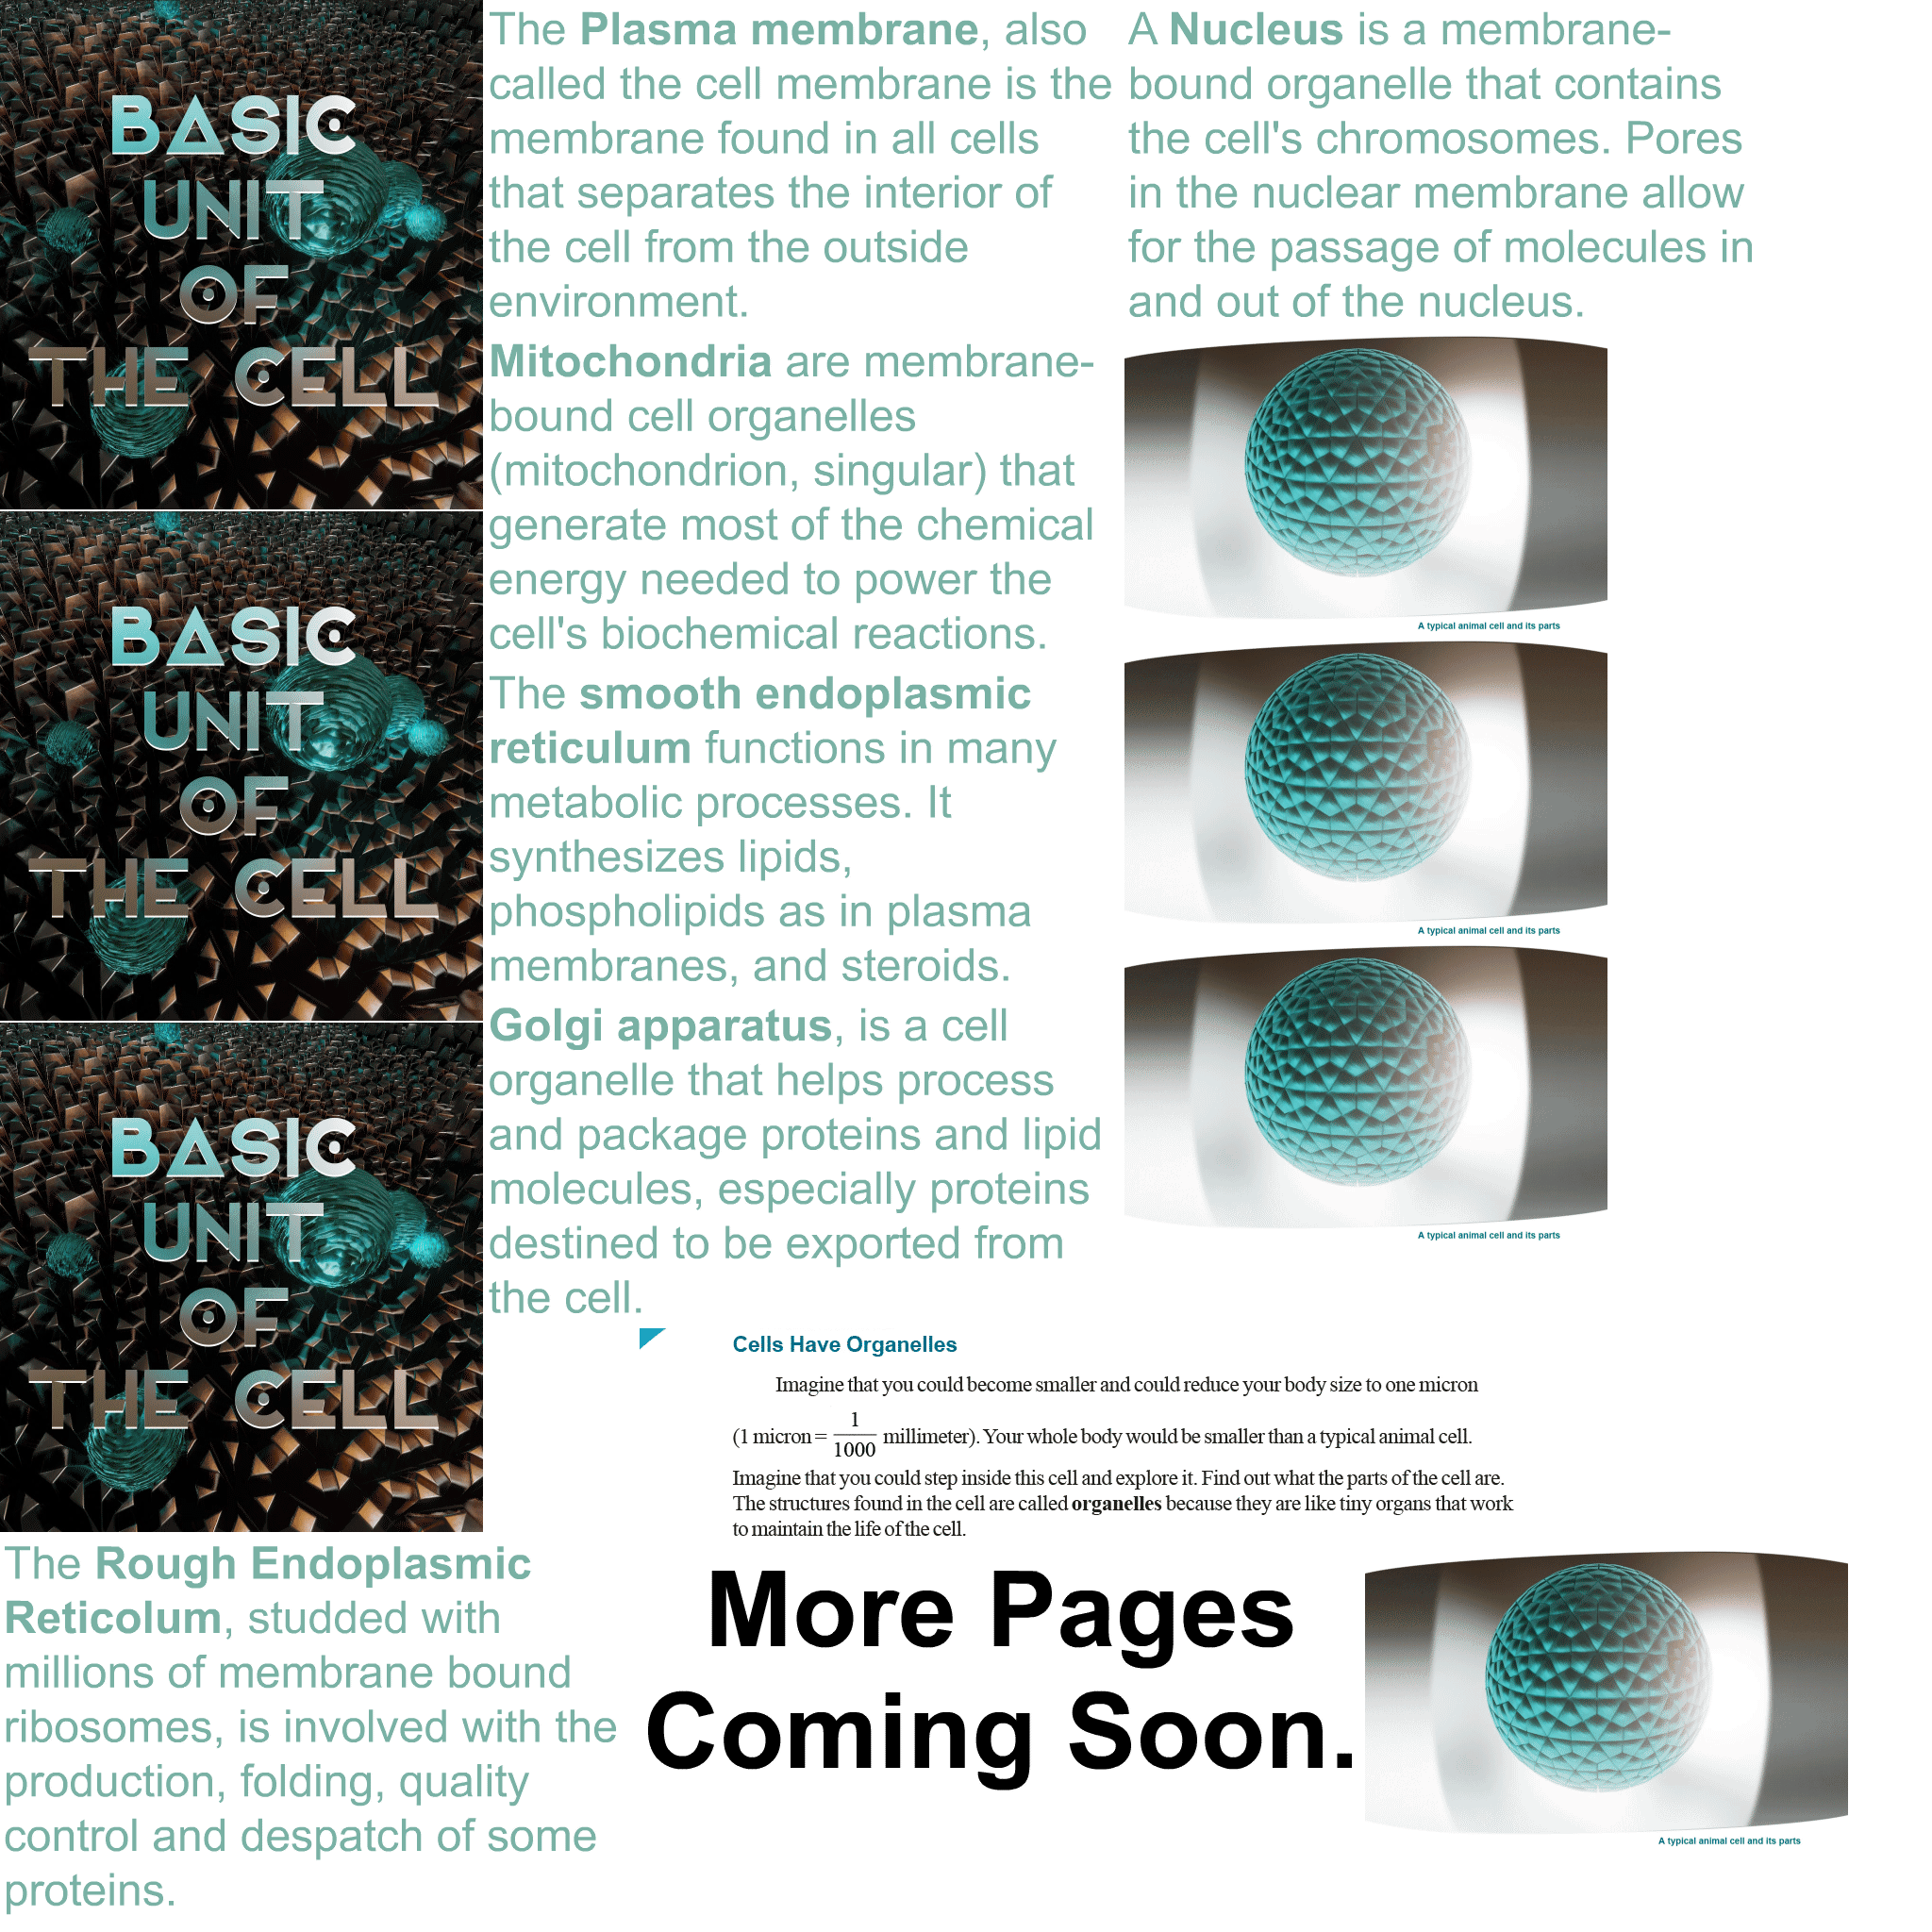 BASIC
UNIT
OF
THE CELL
BASIC
UNIT
OF
THE CELL
BASIC
UNIT
OF
THE CELL
The Plasma membrane, also
called the cell membrane is the
membrane found in all cells
that separates the interior of
the cell from the outside
environment.
Mitochondria are membrane-
bound cell organelles
(mitochondrion, singular) that
generate most of the chemical
energy needed to power the
cell's biochemical reactions.
The smooth endoplasmic
reticulum functions in many
metabolic processes. It
synthesizes lipids,
phospholipids as in plasma
membranes, and steroids.
Golgi apparatus, is a cell
organelle that helps process
and package proteins and lipid
molecules, especially proteins
destined to be exported from
the cell.
A Nucleus is a membrane-
bound organelle that contains
the cell's chromosomes. Pores
in the nuclear membrane allow
for the passage of molecules in
and out of the nucleus.
A typical animal cell and its parts
A typical animal cell and its parts
A typical animal cell and its parts
Cells Have Organelles
Imagine that you could become smaller and could reduce your body size to one micron
(1 micron = 1/1000 millimeter). Your whole body would be smaller than a typical animal cell.
Imagine that you could step inside this cell and explore it. Find out what the parts of the cell are.
The structures found in the cell are called organelles because they are like tiny organs that work
to maintain the life of the cell.
The Rough Endoplasmic
Reticolum, studded with
millions of membrane bound
ribosomes, is involved with the
production, folding, quality
control and despatch of some
proteins.
More Pages
Coming Soon.
A typical animal cell and its parts